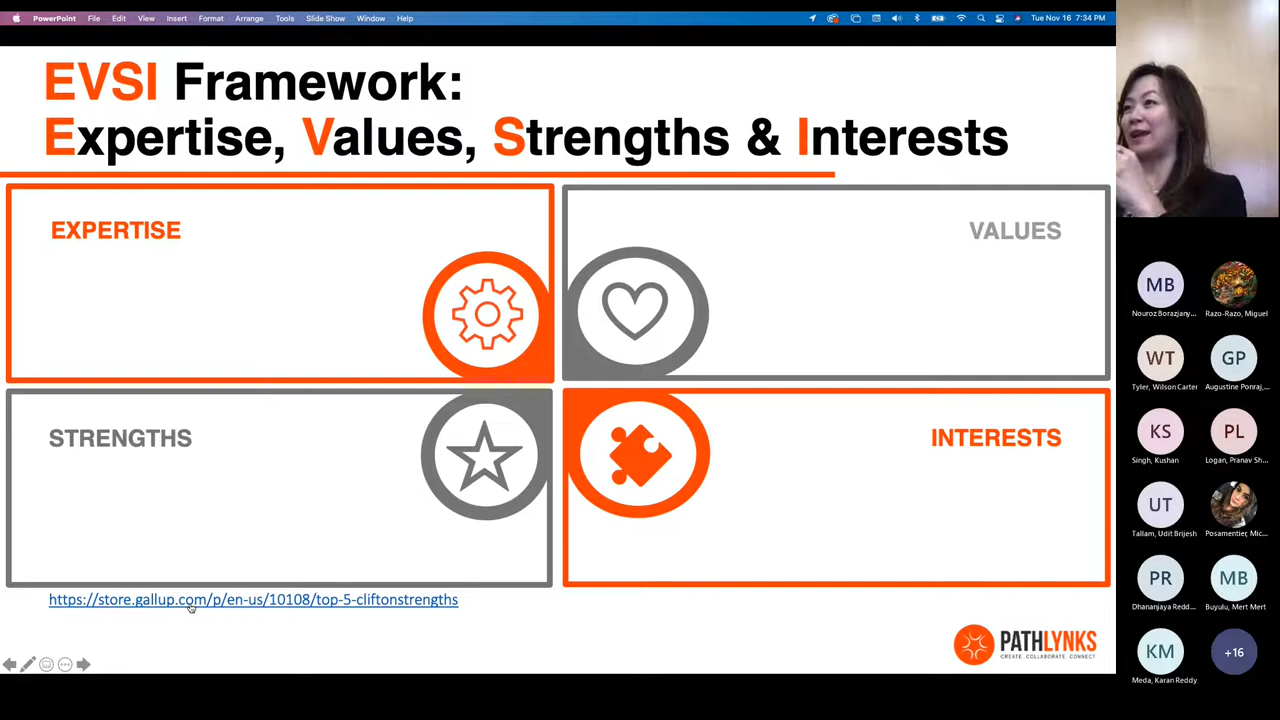 PowerPoint File Edit View Insert Format Arrange Tools Slide Show Window Help Tue Nov 16 7:34 PM
EVSI Framework:
Expertise, Values, Strengths & Interests
EXPERTISE
VALUES
STRENGTHS
INTERESTS
https://store.gallup.com/p/en-us/10108/top-5-cliftonstrengths
PATHLYNKS
CREATE COLLABORATE CONNECT
MB
Nouroz Borazjany...
Razo-Razo, Miguel
WT GP
Tyler, Wilson Carter Augustine Ponraj,...
KS PL
Singh, Kushan Logan, Pranav Sh...
UT
Tallam, Udit Brijesh Posamentier, Mic...
PR MB
Dhananjaya Redd... Buyulu, Mert Mert
KM +16
Meda, Karan Reddy